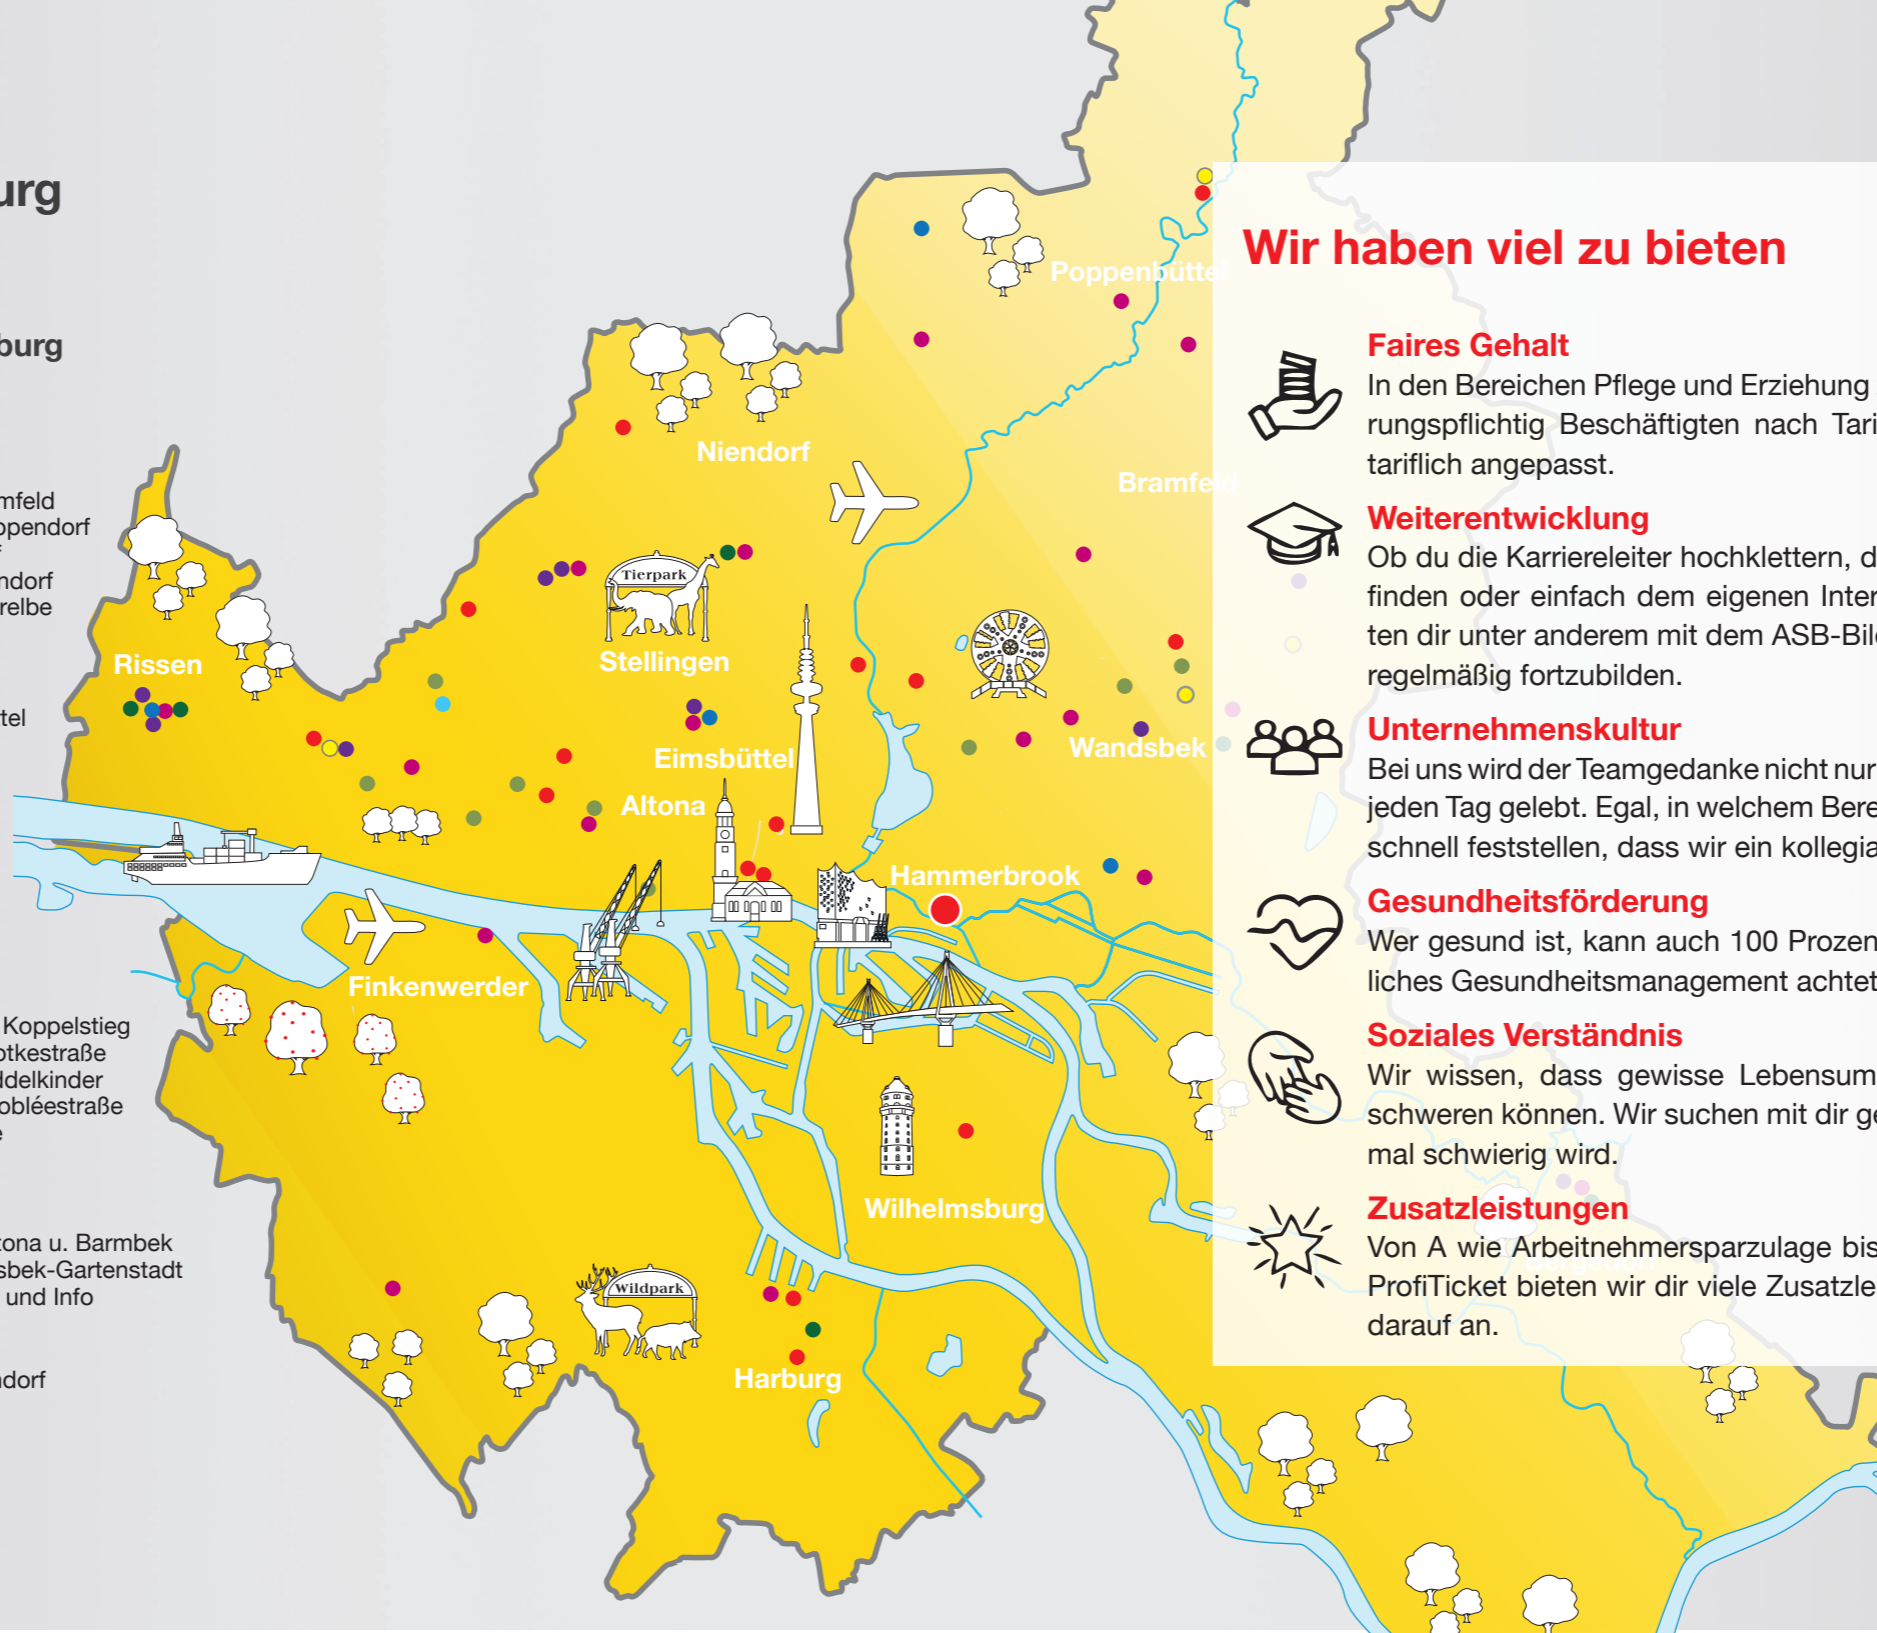 urg
burg
mfeld
ppendorf
ndorf
relbe
tel
Koppelstieg
otkestraße
ddelkinder
obléestraße
e
tona u. Barmbek
sbek-Gartenstadt
und Info
ndorf
Poppenbüttel
Niendorf
Bramfeld
Tierpark
Stellingen
Rissen
Eimsbüttel
Wandsbek
Altona
Hammerbrook
Finkenwerder
Wilhelmsburg
Wildpark
Harburg
Bergedorf
Wir haben viel zu bieten
Faires Gehalt
In den Bereichen Pflege und Erziehung
rungspflichtig Beschäftigten nach Tari
tariflich angepasst.
Weiterentwicklung
Ob du die Karriereleiter hochklettern, d
finden oder einfach dem eigenen Inter
ten dir unter anderem mit dem ASB-Bil
regelmäßig fortzubilden.
Unternehmenskultur
Bei uns wird der Teamgedanke nicht nur
jeden Tag gelebt. Egal, in welchem Bere
schnell feststellen, dass wir ein kollegia
Gesundheitsförderung
Wer gesund ist, kann auch 100 Prozen
liches Gesundheitsmanagement achtet
Soziales Verständnis
Wir wissen, dass gewisse Lebensum
schweren können. Wir suchen mit dir ge
mal schwierig wird.
Zusatzleistungen
Von A wie Arbeitnehmersparzulage bis
ProfiTicket bieten wir dir viele Zusatzle
darauf an.